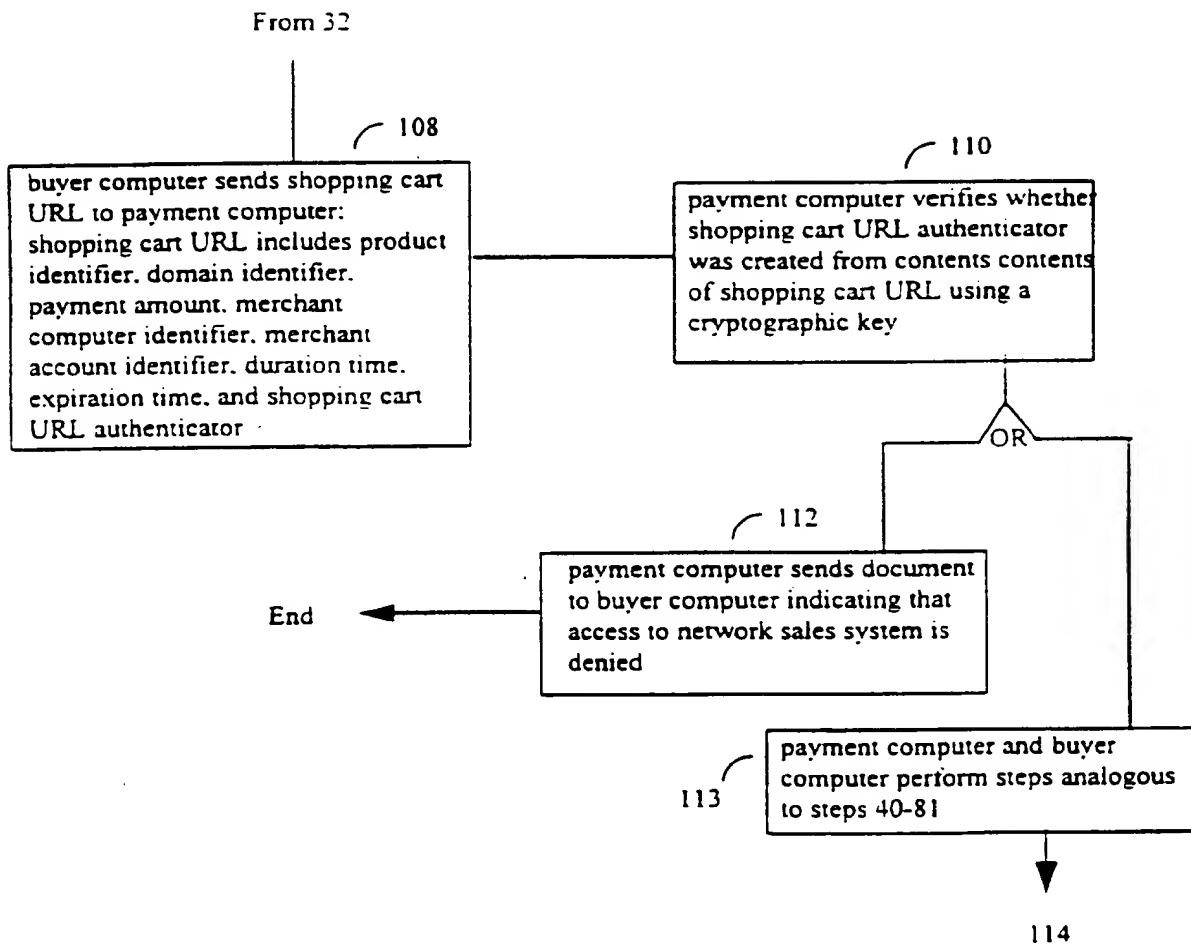 From 32
108
buyer computer sends shopping cart
URL to payment computer:
shopping cart URL includes product
identifier. domain identifier.
payment amount. merchant
computer identifier. merchant
account identifier. duration time.
expiration time. and shopping cart
URL authenticator
110
payment computer verifies whether
shopping cart URL authenticator
was created from contents contents
of shopping cart URL using a
cryptographic key
OR
112
payment computer sends document
to buyer computer indicating that
access to network sales system is
denied
End
113
payment computer and buyer
computer perform steps analogous
to steps 40-81
114